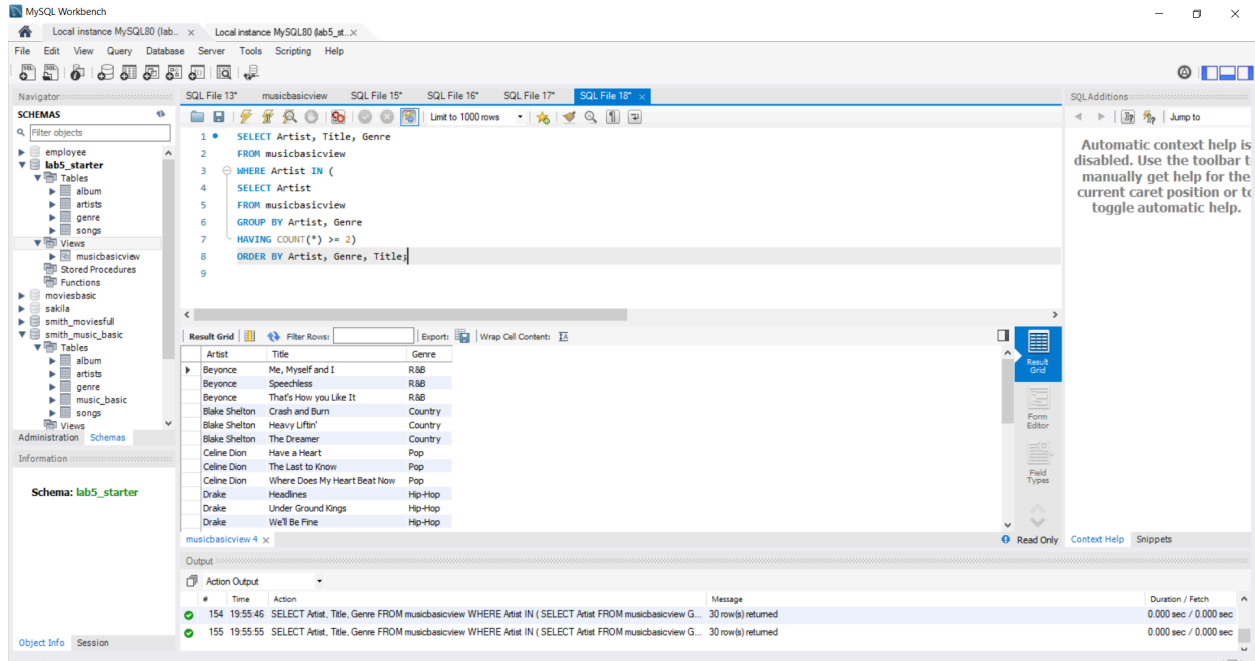 MySQL Workbench
Local instance MySQL80 (lab... Local instance MySQL80 (lab5_st...
File Edit View Query Database Server Tools Scripting Help
Navigator
SCHEMAS
Filter objects
employee
lab5_starter
Tables
album
artists
genre
songs
Views
musicbasicview
Stored Procedures
Functions
moviesbasic
sakila
smith_moviesfull
smith_music_basic
Tables
album
artists
genre
music_basic
songs
Views
Administration Schemas
Information
Schema: lab5_starter
Object Info Session
SQL File 13* musicbasicview SQL File 15* SQL File 16* SQL File 17* SQL File 18*
Limit to 1000 rows
1 SELECT Artist, Title, Genre
2 FROM musicbasicview
3 WHERE Artist IN (
4 SELECT Artist
5 FROM musicbasicview
6 GROUP BY Artist, Genre
7 HAVING COUNT(*) >= 2)
8 ORDER BY Artist, Genre, Title;
9
Result Grid Filter Rows: Export: Wrap Cell Content:
Artist Title Genre
Beyonce Me, Myself and I R&B
Beyonce Speechless R&B
Beyonce That's How you Like It R&B
Blake Shelton Crash and Burn Country
Blake Shelton Heavy Liftin' Country
Blake Shelton The Dreamer Country
Celine Dion Have a Heart Pop
Celine Dion The Last to Know Pop
Celine Dion Where Does My Heart Beat Now Pop
Drake Headlines Hip-Hop
Drake Under Ground Kings Hip-Hop
Drake We'll Be Fine Hip-Hop
Result
Grid
Form
Editor
Field
Types
musicbasicview 4
Read Only
SQLAdditions
Jump to
Automatic context help is
disabled. Use the toolbar t
manually get help for the
current caret position or to
toggle automatic help.
Context Help Snippets
Output
Action Output
# Time Action Message Duration / Fetch
154 19:55:46 SELECT Artist, Title, Genre FROM musicbasicview WHERE Artist IN ( SELECT Artist FROM musicbasicview G... 30 row(s) returned 0.000 sec / 0.000 sec
155 19:55:55 SELECT Artist, Title, Genre FROM musicbasicview WHERE Artist IN ( SELECT Artist FROM musicbasicview G... 30 row(s) returned 0.000 sec / 0.000 sec